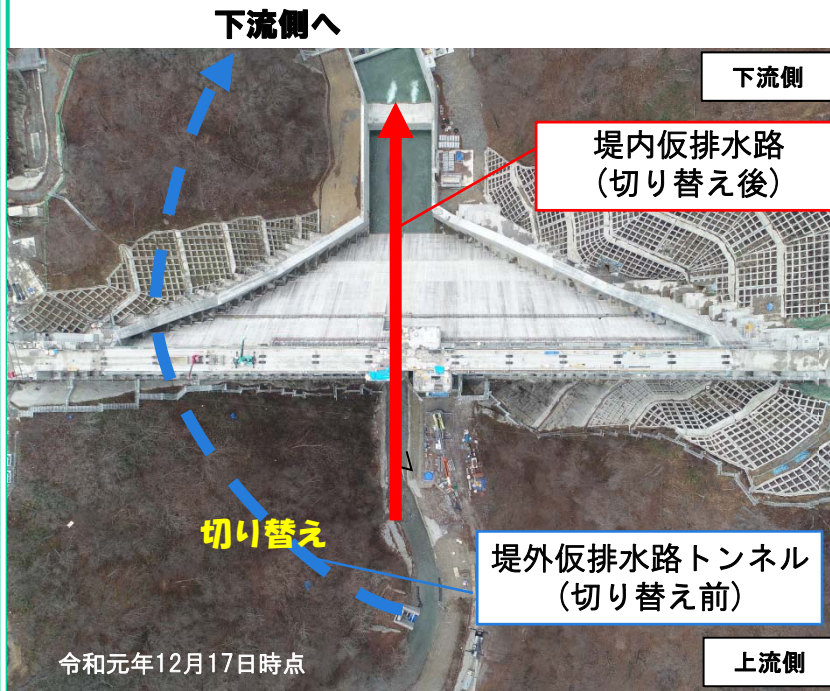 下流側へ
下流側
堤内仮排水路
(切り替え後)
切り替え
堤外仮排水路トンネル
(切り替え前)
令和元年12月17日時点
上流側